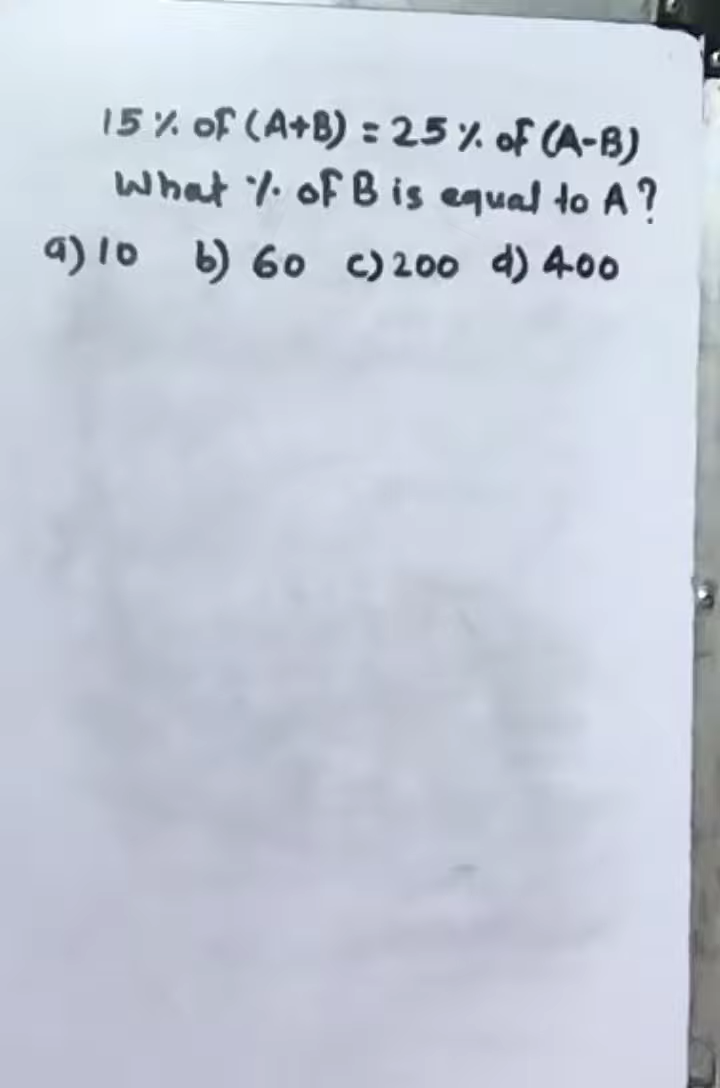 15 % of (A+B) = 25 % of (A-B)
What % of B is equal to A?
a) 10 b) 60 c) 200 d) 400